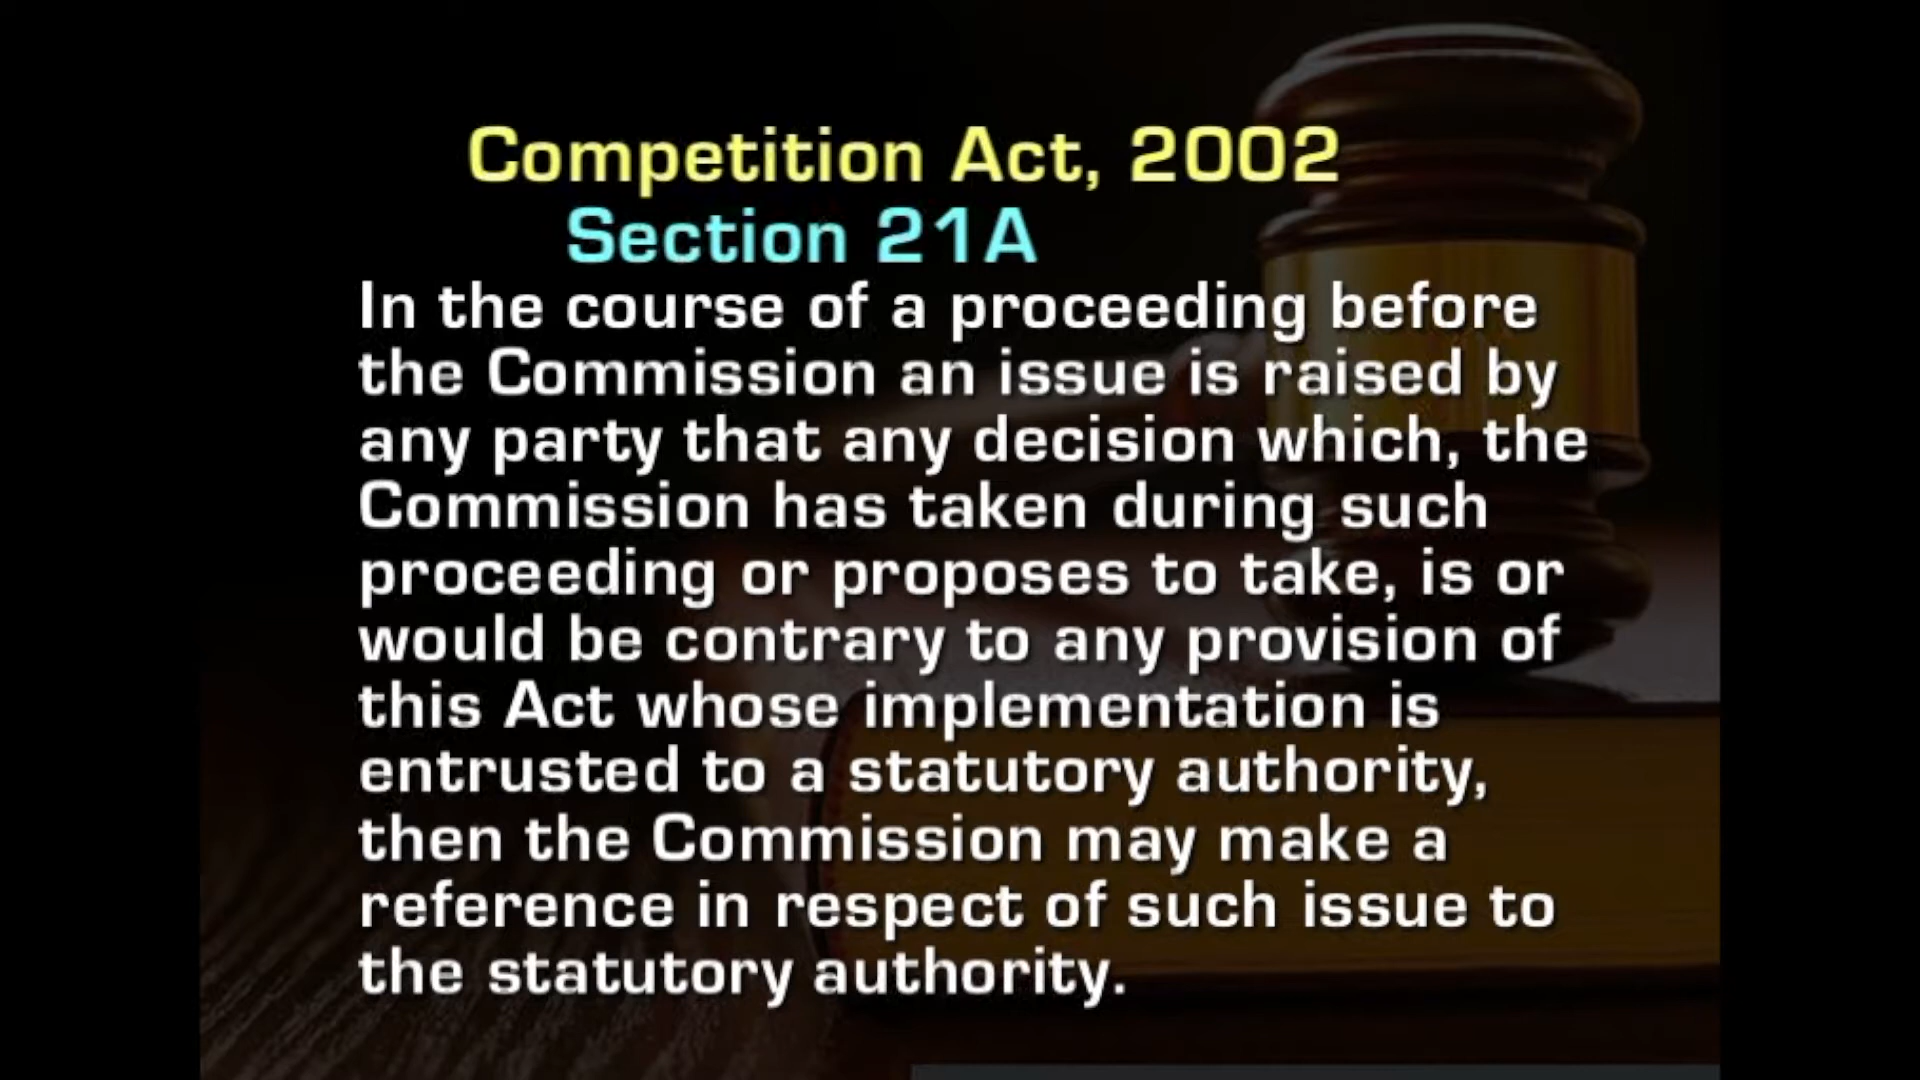 Competition Act, 2002
Section 21A
In the course of a proceeding before
the Commission an issue is raised by
any party that any decision which, the
Commission has taken during such
proceeding or proposes to take, is or
would be contrary to any provision of
this Act whose implementation is
entrusted to a statutory authority,
then the Commission may make a
reference in respect of such issue to
the statutory authority.